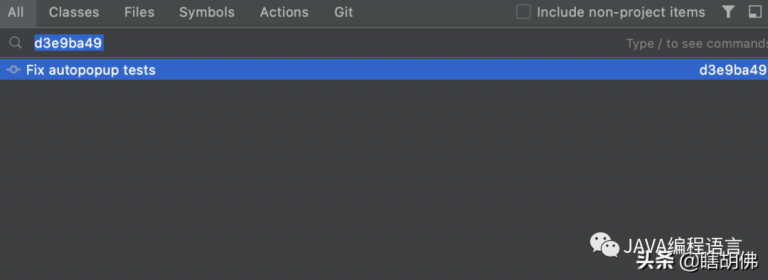 All Classes Files Symbols Actions Git Include non-project items
d3e9ba49 Type / to see commands
Fix autopopup tests d3e9ba49
JAVA编程语言
头条 @瞎胡佛